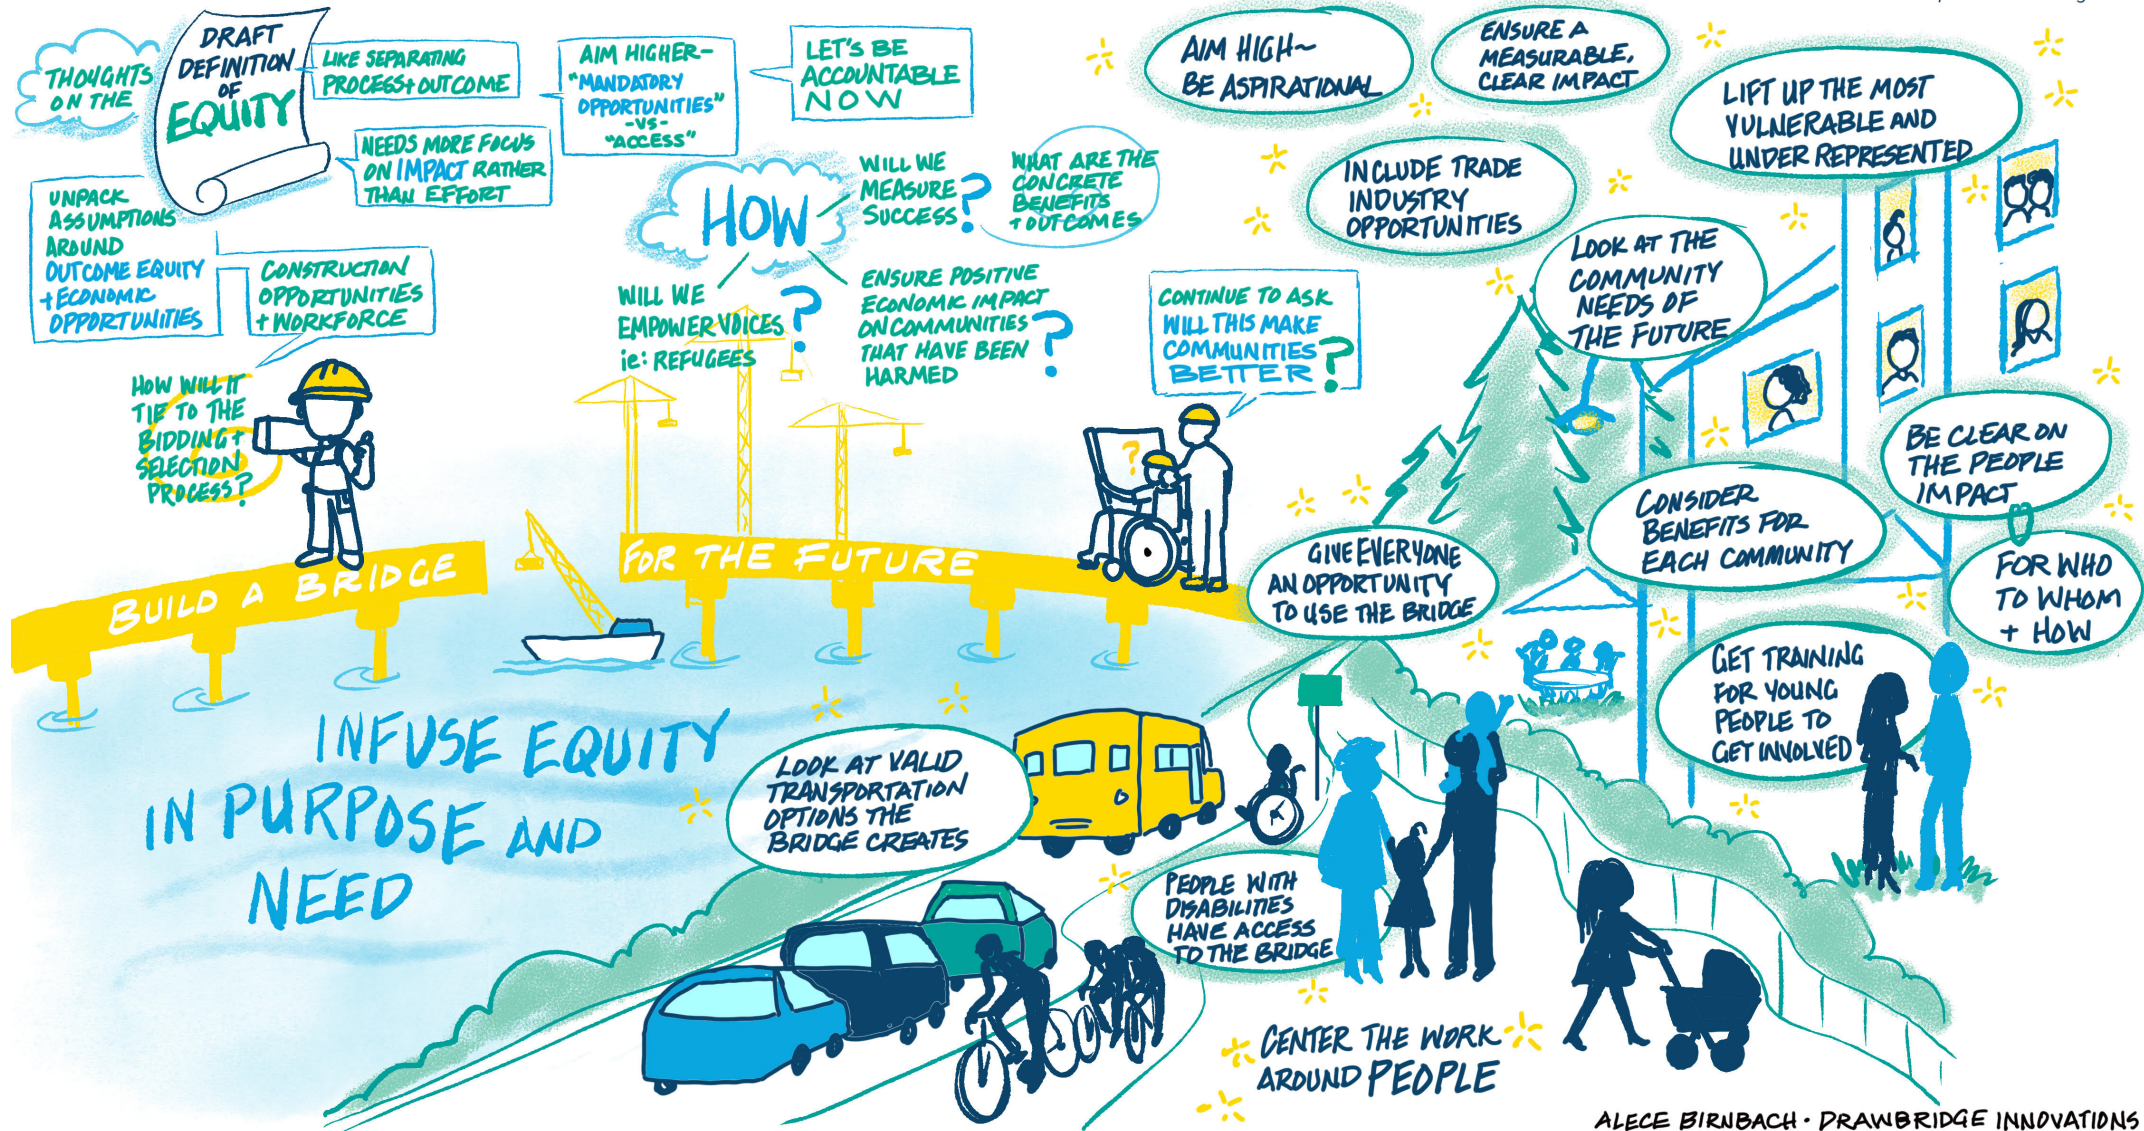 THOUGHTS
ON THE
DRAFT
DEFINITION
OF
EQUITY
LIKE SEPARATING
PROCESS + OUTCOME
NEEDS MORE FOCUS
ON IMPACT RATHER
THAN EFFORT
AIM HIGHER-
"MANDATORY
OPPORTUNITIES"
-VS-
"ACCESS"
LET'S BE
ACCOUNTABLE
NOW
UNPACK
ASSUMPTIONS
AROUND
OUTCOME EQUITY
+ ECONOMIC
OPPORTUNITIES
CONSTRUCTION
OPPORTUNITIES
+ WORKFORCE
HOW WILL IT
TIE TO THE
BIDDING +
SELECTION
PROCESS?
HOW
WILL WE
MEASURE
SUCCESS?
WHAT ARE THE
CONCRETE
BENEFITS
+ OUTCOMES
WILL WE
EMPOWER VOICES
ie: REFUGEES?
ENSURE POSITIVE
ECONOMIC IMPACT
ON COMMUNITIES
THAT HAVE BEEN
HARMED?
CONTINUE TO ASK
WILL THIS MAKE
COMMUNITIES
BETTER?
?
BUILD A BRIDGE
FOR THE FUTURE
INFUSE EQUITY
IN PURPOSE AND
NEED
AIM HIGH~
BE ASPIRATIONAL
ENSURE A
MEASURABLE,
CLEAR IMPACT
LIFT UP THE MOST
VULNERABLE AND
UNDER REPRESENTED
INCLUDE TRADE
INDUSTRY
OPPORTUNITIES
LOOK AT THE
COMMUNITY
NEEDS OF
THE FUTURE
BE CLEAR ON
THE PEOPLE
IMPACT
CONSIDER
BENEFITS FOR
EACH COMMUNITY
FOR WHO
TO WHOM
+ HOW
GIVE EVERYONE
AN OPPORTUNITY
TO USE THE BRIDGE
GET TRAINING
FOR YOUNG
PEOPLE TO
GET INVOLVED
LOOK AT VALID
TRANSPORTATION
OPTIONS THE
BRIDGE CREATES
PEOPLE WITH
DISABILITIES
HAVE ACCESS
TO THE BRIDGE
CENTER THE WORK
AROUND PEOPLE
ALECE BIRNBACH · DRAWBRIDGE INNOVATIONS